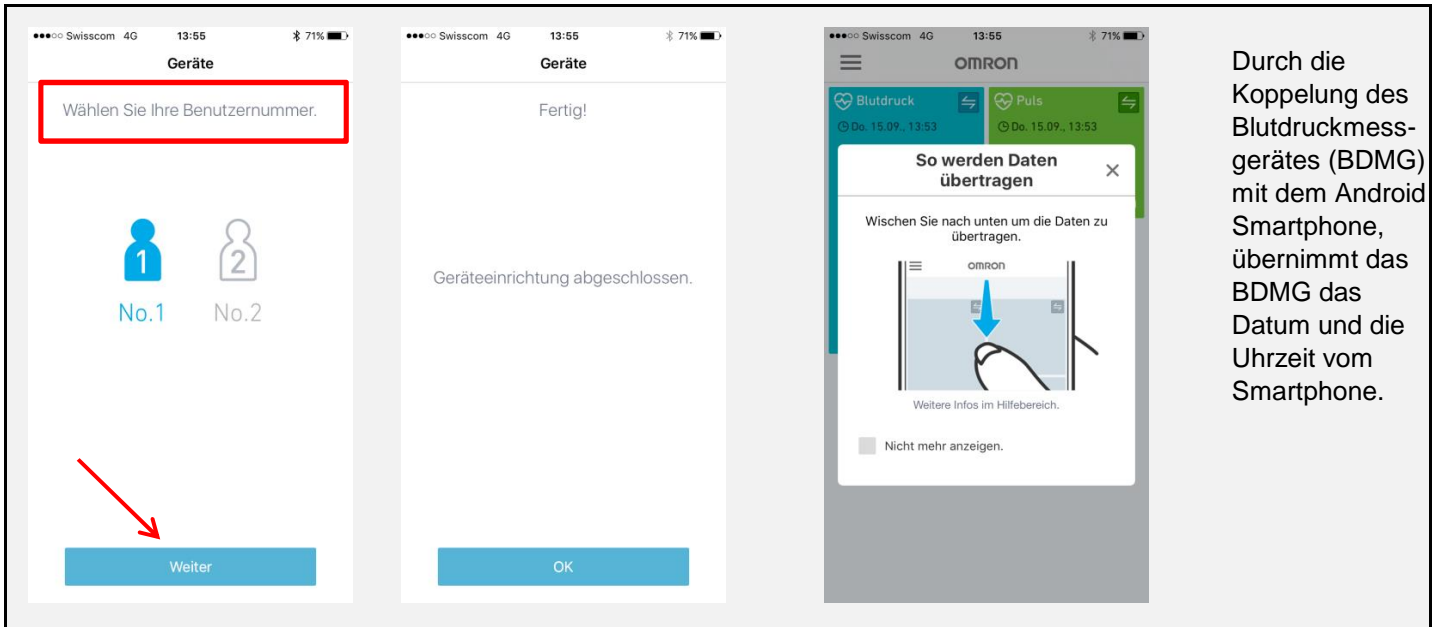 Swisscom 4G 13:55 71%
Geräte
Wählen Sie Ihre Benutzernummer.
1 2
No.1 No.2
Weiter
Swisscom 4G 13:55 71%
Geräte
Fertig!
Geräteeinrichtung abgeschlossen.
OK
Swisscom 4G 13:55 71%
OMRON
Blutdruck Puls
Do. 15.09., 13:53 Do. 15.09., 13:53
So werden Daten
übertragen
Wischen Sie nach unten um die Daten zu
übertragen.
OMRON
Weitere Infos im Hilfebereich.
Nicht mehr anzeigen.
Durch die
Koppelung des
Blutdruckmess-
gerätes (BDMG)
mit dem Android
Smartphone,
übernimmt das
BDMG das
Datum und die
Uhrzeit vom
Smartphone.